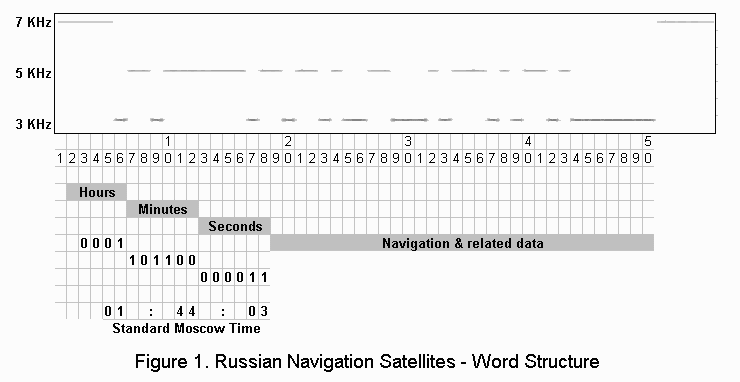 7 KHz
5 KHz
3 KHz
1 2 3 4 5
1 2 3 4 5 6 7 8 9 0 1 2 3 4 5 6 7 8 9 0 1 2 3 4 5 6 7 8 9 0 1 2 3 4 5 6 7 8 9 0 1 2 3 4 5 6 7 8 9 0
Hours
Minutes
Seconds
0 0 0 1 Navigation & related data
1 0 1 1 0 0
0 0 0 0 1 1
0 1 : 4 4 : 0 3
Standard Moscow Time
Figure 1. Russian Navigation Satellites - Word Structure